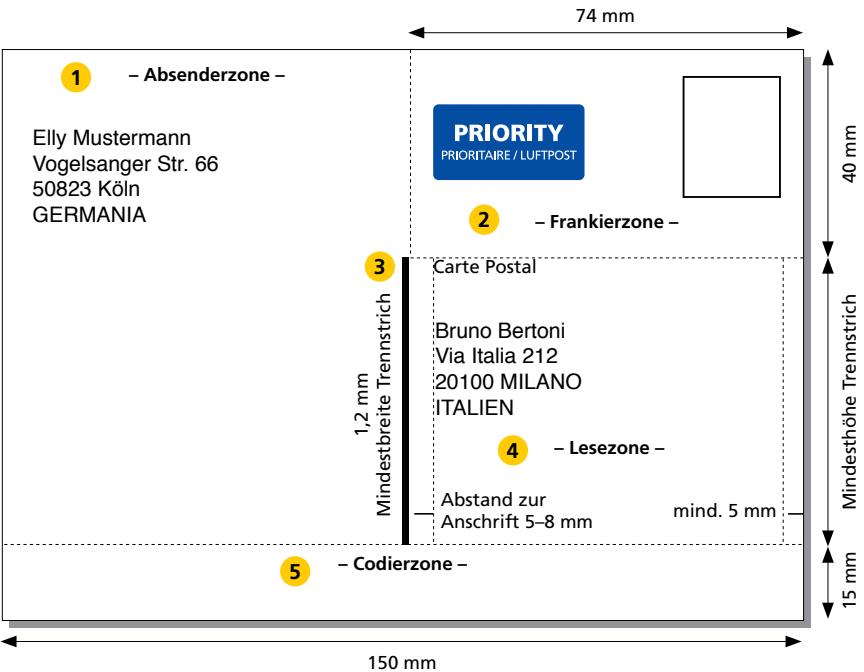 74 mm
1 – Absenderzone –
Elly Mustermann
Vogelsanger Str. 66
50823 Köln
GERMANIA
PRIORITY
PRIORITAIRE / LUFTPOST
2 – Frankierzone –
40 mm
3
Carte Postal
1,2 mm
Mindestbreite Trennstrich
Bruno Bertoni
Via Italia 212
20100 MILANO
ITALIEN
4 – Lesezone –
Abstand zur
Anschrift 5–8 mm
mind. 5 mm
Mindesthöhe Trennstrich
5 – Codierzone –
15 mm
150 mm